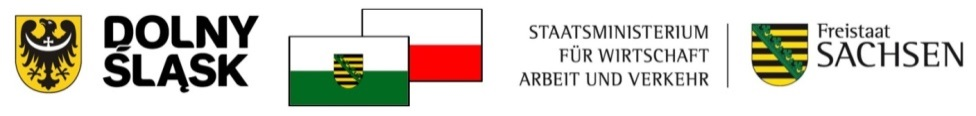 DOLNY
ŚLĄSK
STAATSMINISTERIUM
FÜR WIRTSCHAFT
ARBEIT UND VERKEHR
Freistaat
SACHSEN